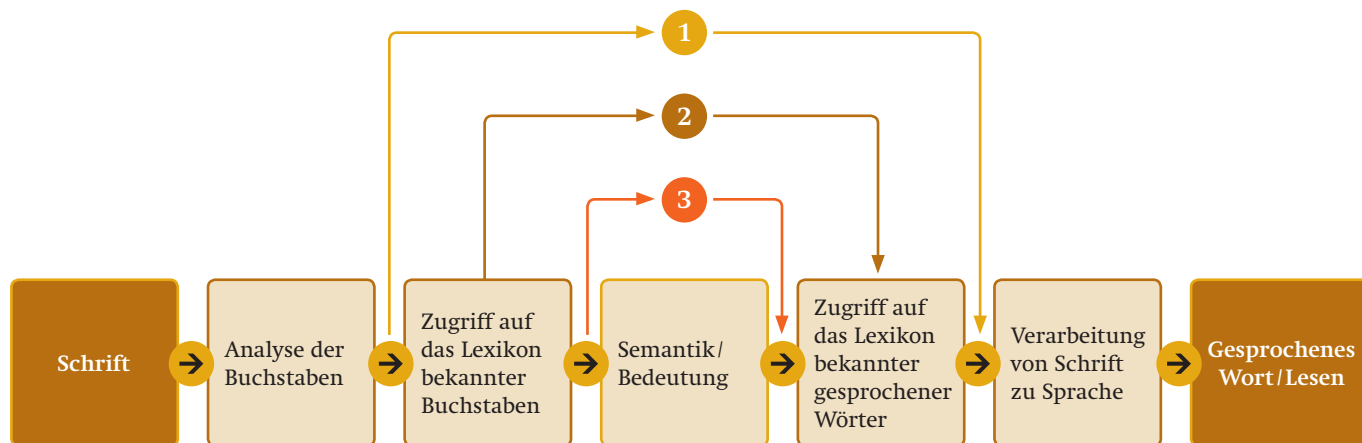 1
2
3
Schrift
Analyse der
Buchstaben
Zugriff auf
das Lexikon
bekannter
Buchstaben
Semantik/
Bedeutung
Zugriff auf
das Lexikon
bekannter
gesprochener
Wörter
Verarbeitung
von Schrift
zu Sprache
Gesprochenes
Wort/Lesen